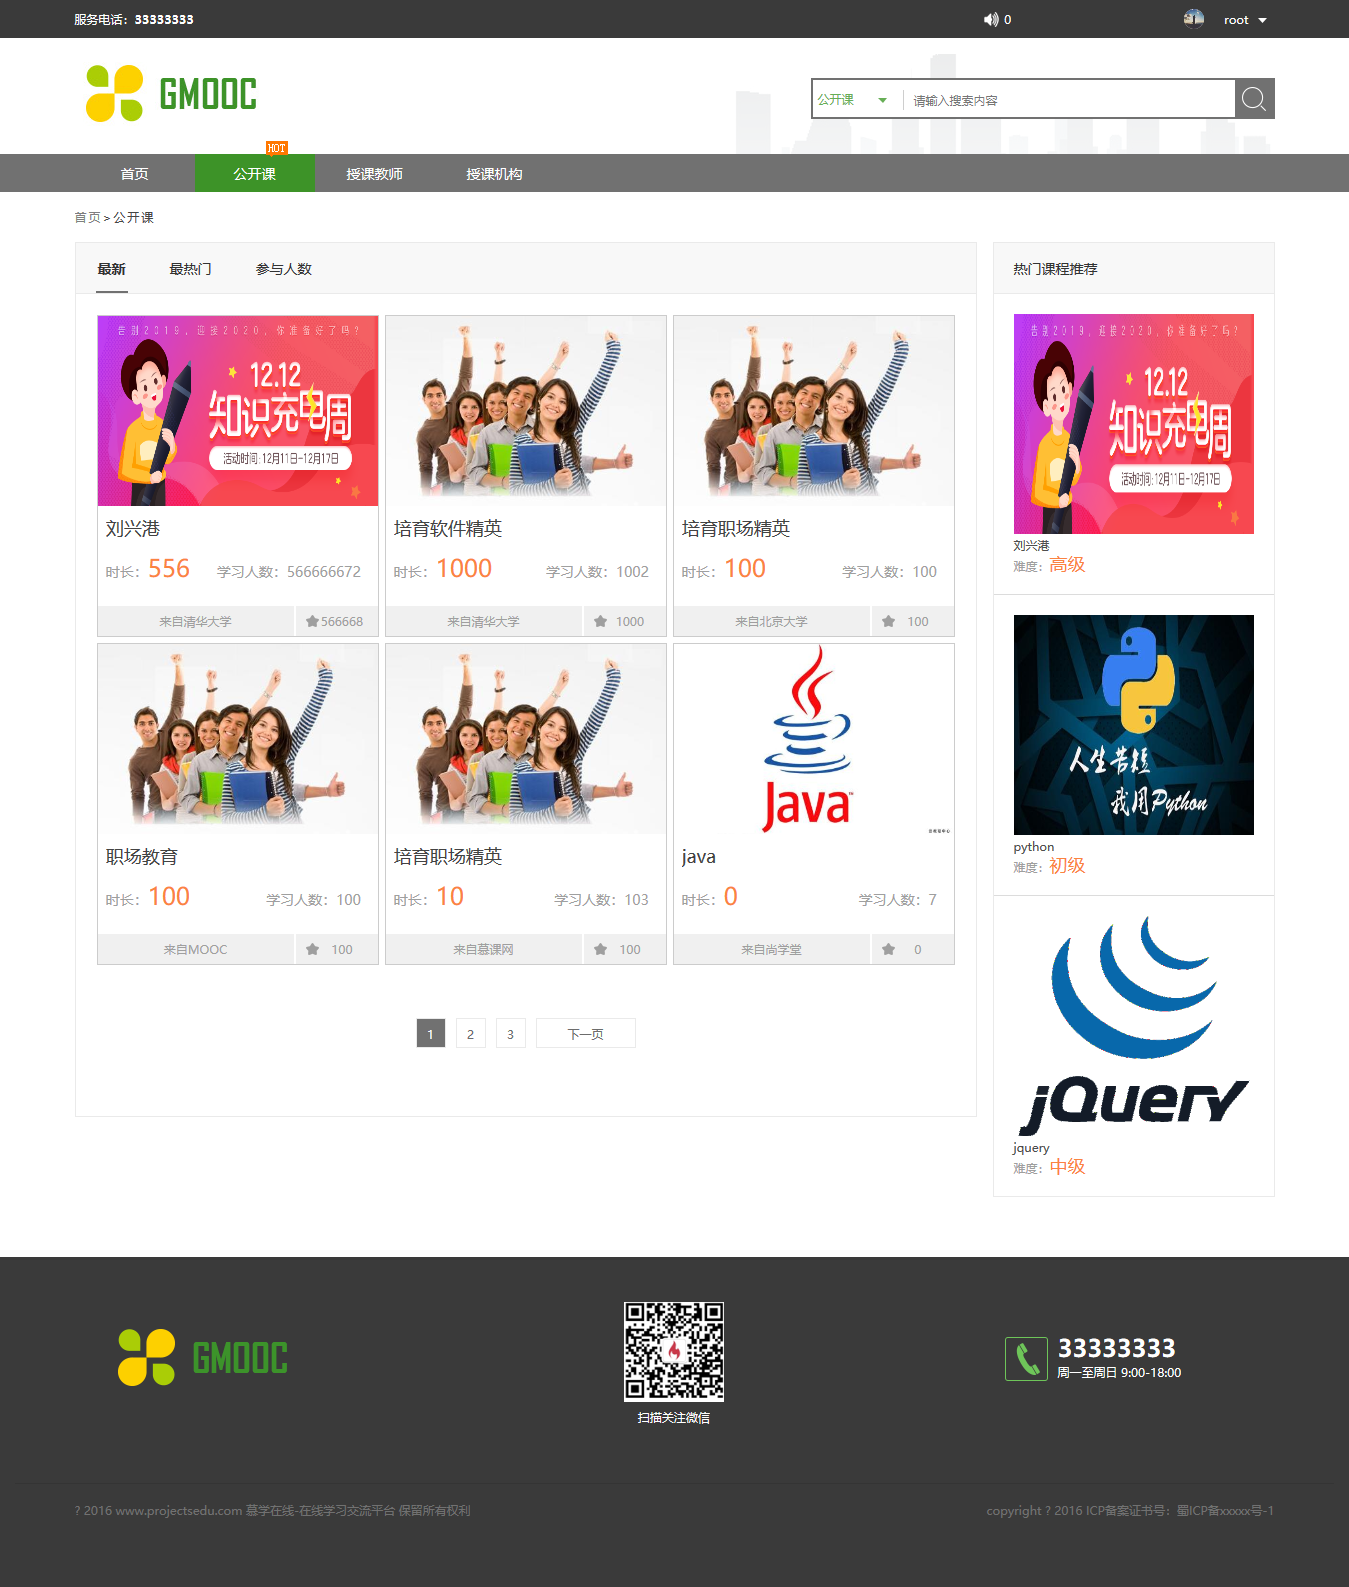 服务电话：33333333
0
root
GMOOC
公开课
请输入搜索内容
HOT
首页
公开课
授课教师
授课机构
首页>公开课
最新
最热门
参与人数
告别2019，迎接2020，你准备好了吗？
12.12
知识充电周
活动时间：12月11日-12月17日
刘兴港
时长：556
学习人数：566666672
来自清华大学
566668
培育软件精英
时长：1000
学习人数：1002
来自清华大学
1000
培育职场精英
时长：100
学习人数：100
来自北京大学
100
职场教育
时长：100
学习人数：100
来自MOOC
100
培育职场精英
时长：10
学习人数：103
来自慕课网
100
Java™
java
时长：0
学习人数：7
来自尚学堂
0
1
2
3
下一页
热门课程推荐
告别2019，迎接2020，你准备好了吗？
12.12
知识充电周
活动时间：12月11日-12月17日
刘兴港
难度：高级
人生苦短
我用Python
python
难度：初级
jQuery
jquery
难度：中级
GMOOC
扫描关注微信
33333333
周一至周日 9:00-18:00
? 2016 www.projectsedu.com 慕学在线-在线学习交流平台 保留所有权利
copyright ? 2016 ICP备案证书号：蜀ICP备xxxxx号-1